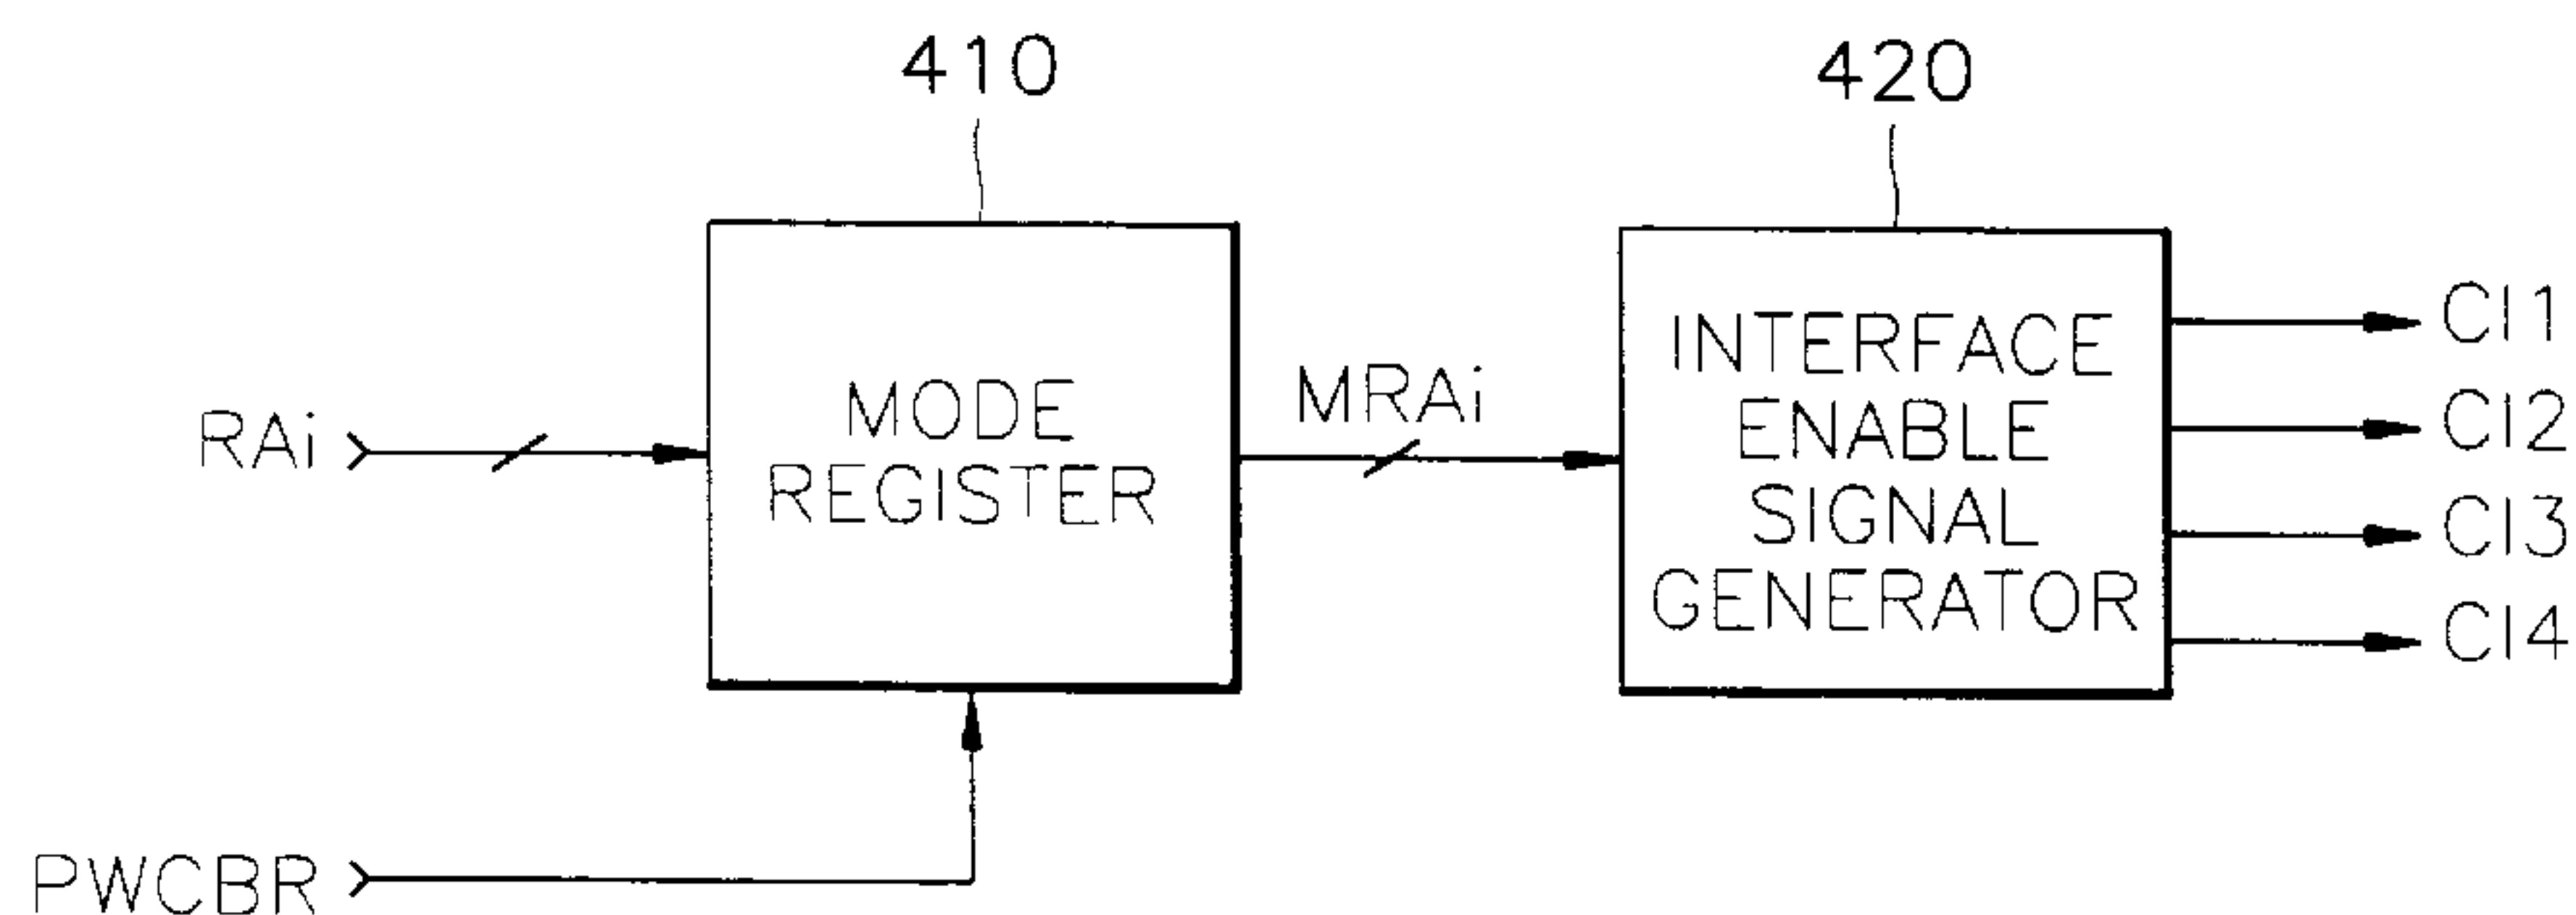 410
420
RAi
MODE
REGISTER
MRAi
INTERFACE
ENABLE
SIGNAL
GENERATOR
CI1
CI2
CI3
CI4
PWCBR